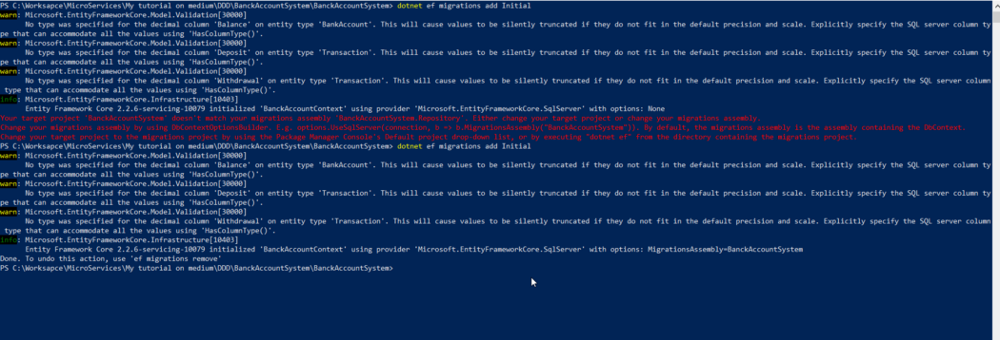 PS C:\Worksapce\MicroServices\My tutorial on medium\DDD\BanckAccountSystem\BanckAccountSystem> dotnet ef migrations add Initial
warn: Microsoft.EntityFrameworkCore.Model.Validation[30000]
      No type was specified for the decimal column 'Balance' on entity type 'BankAccount'. This will cause values to be silently truncated if they do not fit in the default precision and scale. Explicitly specify the SQL server column ty
pe that can accommodate all the values using 'HasColumnType()'.
warn: Microsoft.EntityFrameworkCore.Model.Validation[30000]
      No type was specified for the decimal column 'Deposit' on entity type 'Transaction'. This will cause values to be silently truncated if they do not fit in the default precision and scale. Explicitly specify the SQL server column ty
pe that can accommodate all the values using 'HasColumnType()'.
warn: Microsoft.EntityFrameworkCore.Model.Validation[30000]
      No type was specified for the decimal column 'Withdrawal' on entity type 'Transaction'. This will cause values to be silently truncated if they do not fit in the default precision and scale. Explicitly specify the SQL server column
 type that can accommodate all the values using 'HasColumnType()'.
info: Microsoft.EntityFrameworkCore.Infrastructure[10403]
      Entity Framework Core 2.2.6-servicing-10079 initialized 'BanckAccountContext' using provider 'Microsoft.EntityFrameworkCore.SqlServer' with options: None
Your target project 'BanckAccountSystem' doesn't match your migrations assembly 'BanckAccountSystem.Repository'. Either change your target project or change your migrations assembly.
Change your migrations assembly by using DbContextOptionsBuilder. E.g. options.UseSqlServer(connection, b => b.MigrationsAssembly("BanckAccountSystem")). By default, the migrations assembly is the assembly containing the DbContext.
Change your target project to the migrations project by using the Package Manager Console's Default project drop-down list, or by executing "dotnet ef" from the directory containing the migrations project.
PS C:\Worksapce\MicroServices\My tutorial on medium\DDD\BanckAccountSystem\BanckAccountSystem> dotnet ef migrations add Initial
warn: Microsoft.EntityFrameworkCore.Model.Validation[30000]
      No type was specified for the decimal column 'Balance' on entity type 'BankAccount'. This will cause values to be silently truncated if they do not fit in the default precision and scale. Explicitly specify the SQL server column ty
pe that can accommodate all the values using 'HasColumnType()'.
warn: Microsoft.EntityFrameworkCore.Model.Validation[30000]
      No type was specified for the decimal column 'Deposit' on entity type 'Transaction'. This will cause values to be silently truncated if they do not fit in the default precision and scale. Explicitly specify the SQL server column ty
pe that can accommodate all the values using 'HasColumnType()'.
warn: Microsoft.EntityFrameworkCore.Model.Validation[30000]
      No type was specified for the decimal column 'Withdrawal' on entity type 'Transaction'. This will cause values to be silently truncated if they do not fit in the default precision and scale. Explicitly specify the SQL server column
 type that can accommodate all the values using 'HasColumnType()'.
info: Microsoft.EntityFrameworkCore.Infrastructure[10403]
      Entity Framework Core 2.2.6-servicing-10079 initialized 'BanckAccountContext' using provider 'Microsoft.EntityFrameworkCore.SqlServer' with options: MigrationsAssembly=BanckAccountSystem
Done. To undo this action, use 'ef migrations remove'
PS C:\Worksapce\MicroServices\My tutorial on medium\DDD\BanckAccountSystem\BanckAccountSystem>